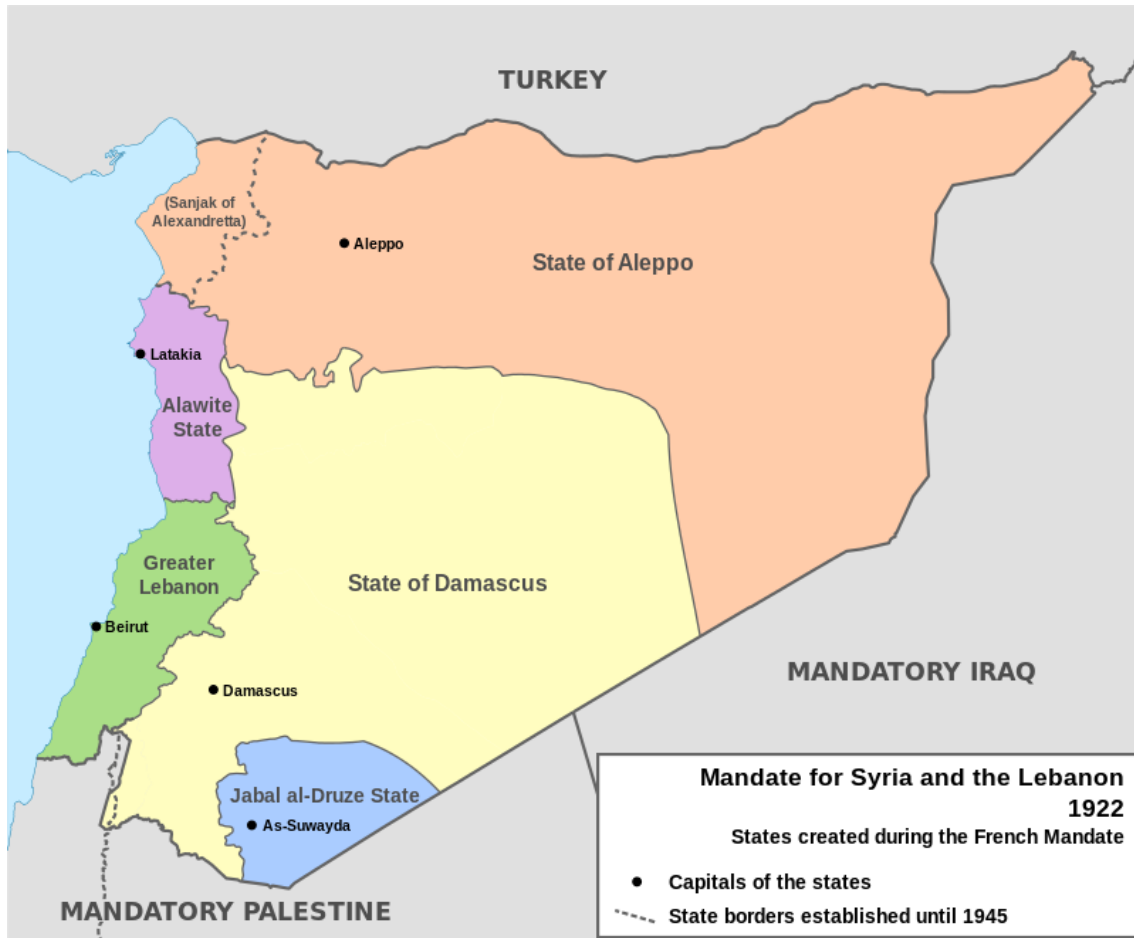 TURKEY
(Sanjak of
Alexandretta)
Aleppo
State of Aleppo
Latakia
Alawite
State
Greater
Lebanon
State of Damascus
Beirut
Damascus
MANDATORY IRAQ
Jabal al-Druze State
As-Suwayda
MANDATORY PALESTINE
Mandate for Syria and the Lebanon
1922
States created during the French Mandate
Capitals of the states
State borders established until 1945